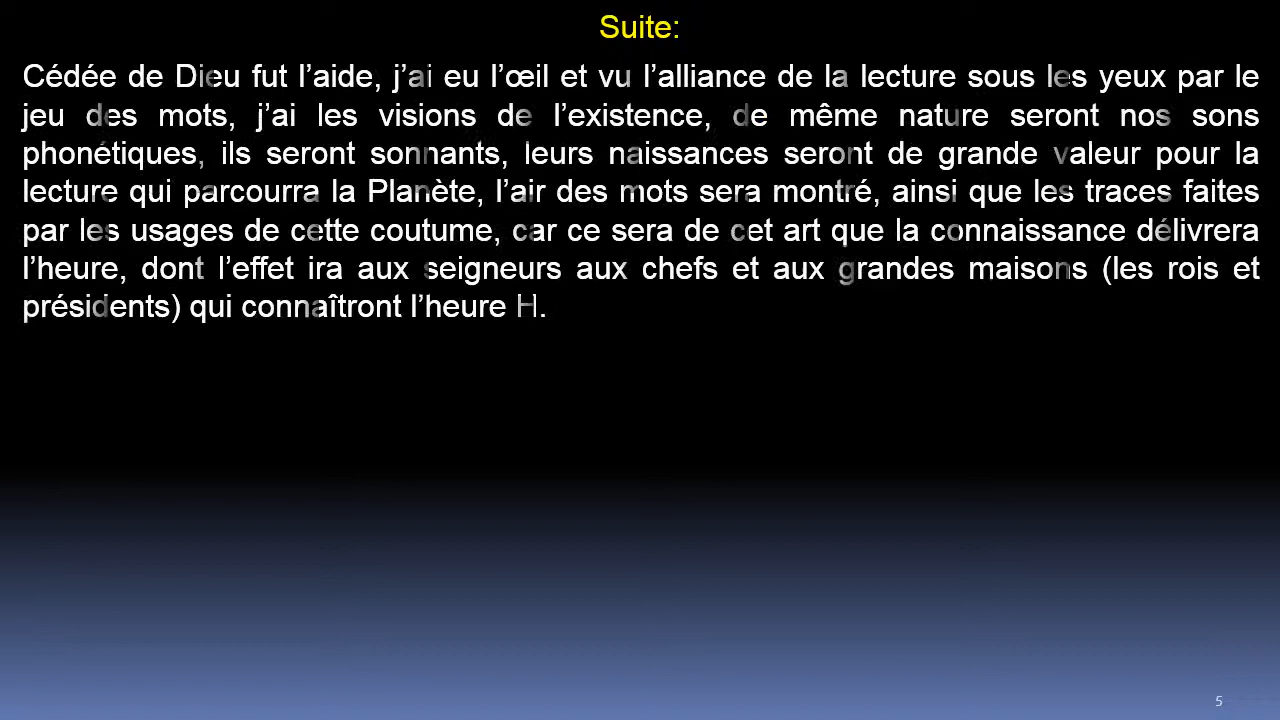 Suite:
Cédée de Dieu fut l’aide, j’ai eu l’œil et vu l’alliance de la lecture sous les yeux par le
jeu des mots, j’ai les visions de l’existence, de même nature seront nos sons
phonétiques, ils seront sonnants, leurs naissances seront de grande valeur pour la
lecture qui parcourra la Planète, l’air des mots sera montré, ainsi que les traces faites
par les usages de cette coutume, car ce sera de cet art que la connaissance délivrera
l’heure, dont l’effet ira aux seigneurs aux chefs et aux grandes maisons (les rois et
présidents) qui connaîtront l’heure H.
5